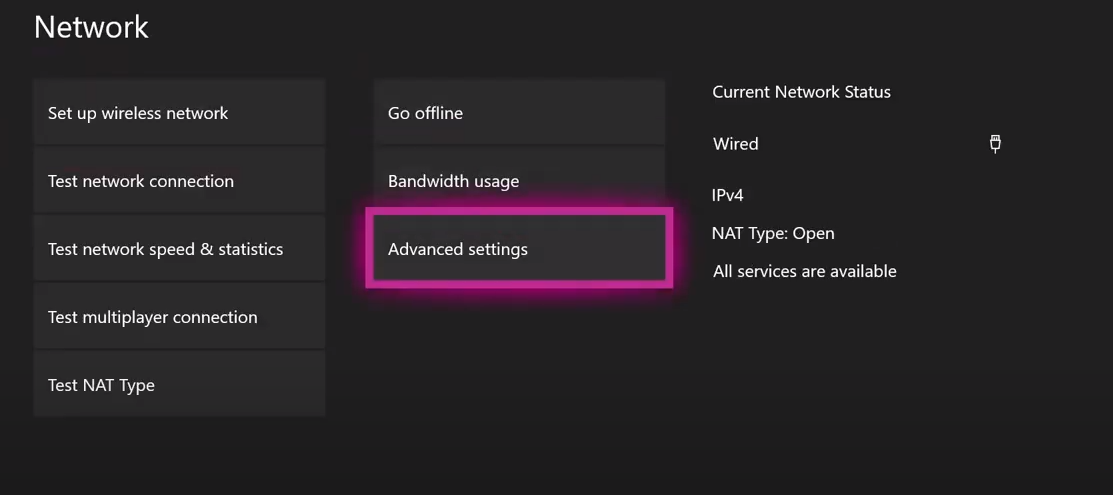 Network
Set up wireless network
Test network connection
Test network speed & statistics
Test multiplayer connection
Test NAT Type
Go offline
Bandwidth usage
Advanced settings
Current Network Status
Wired
IPv4
NAT Type: Open
All services are available